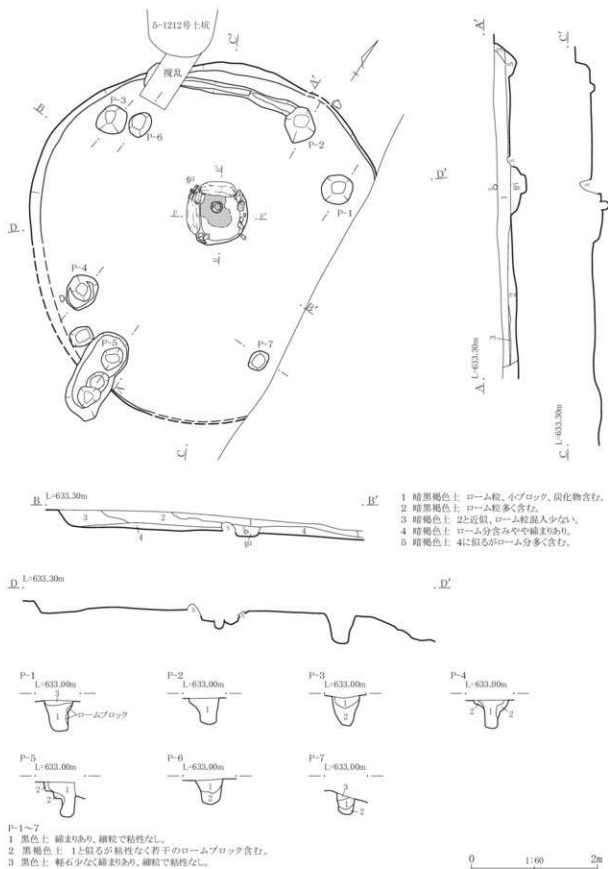 5-1212号土坑
撹乱
C'
A'
B
P-3
P-6
P-2
炉
E
P-1
D
F
F'
E'
P-4
B'
P-5
P-7
A
C
A'
C'
D'
L=633.30m
A
L=633.30m
C
B L=633.30m B'
1 暗黒褐色土 ローム粒、小ブロック、炭化物含む。
2 暗黒褐色土 ローム粒多く含む。
3 暗褐色土 2と近似、ローム粒混入少ない。
4 暗褐色土 ローム分含みやや締まりあり。
5 暗褐色土 4に似るがローム分多く含む。
D L=633.30m D'
P-1
L=633.00m
ロームブロック
P-2
L=633.00m
P-3
L=633.00m
P-4
L=633.00m
P-5
L=633.00m
P-6
L=633.00m
P-7
L=633.00m
P-1～7
1 黒色土 締まりあり、細粒で粘性なし。
2 黒褐色土 1と似るが粘性なく若干のロームブロック含む。
3 黒色土 軽石少なく締まりあり、細粒で粘性なし。
0 1:60 2m